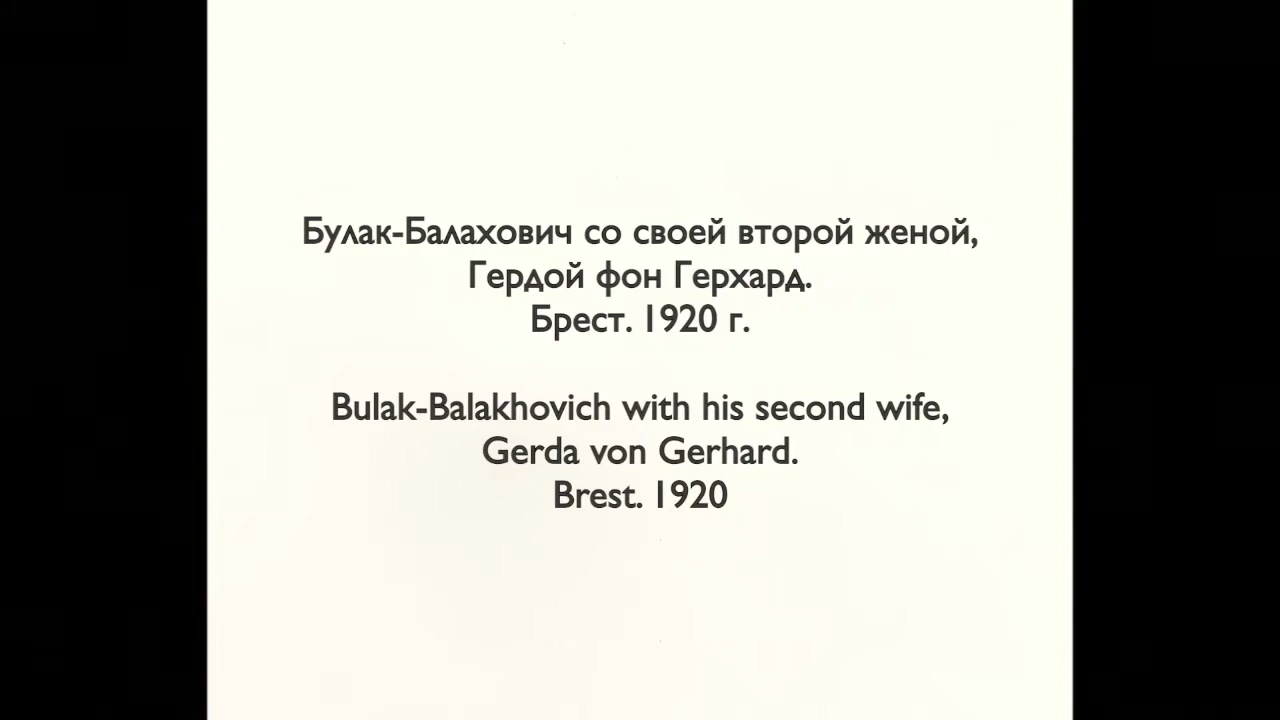 Булак-Балахович со своей второй женой,
Гердой фон Герхард.
Брест. 1920 г.
Bulak-Balakhovich with his second wife,
Gerda von Gerhard.
Brest. 1920